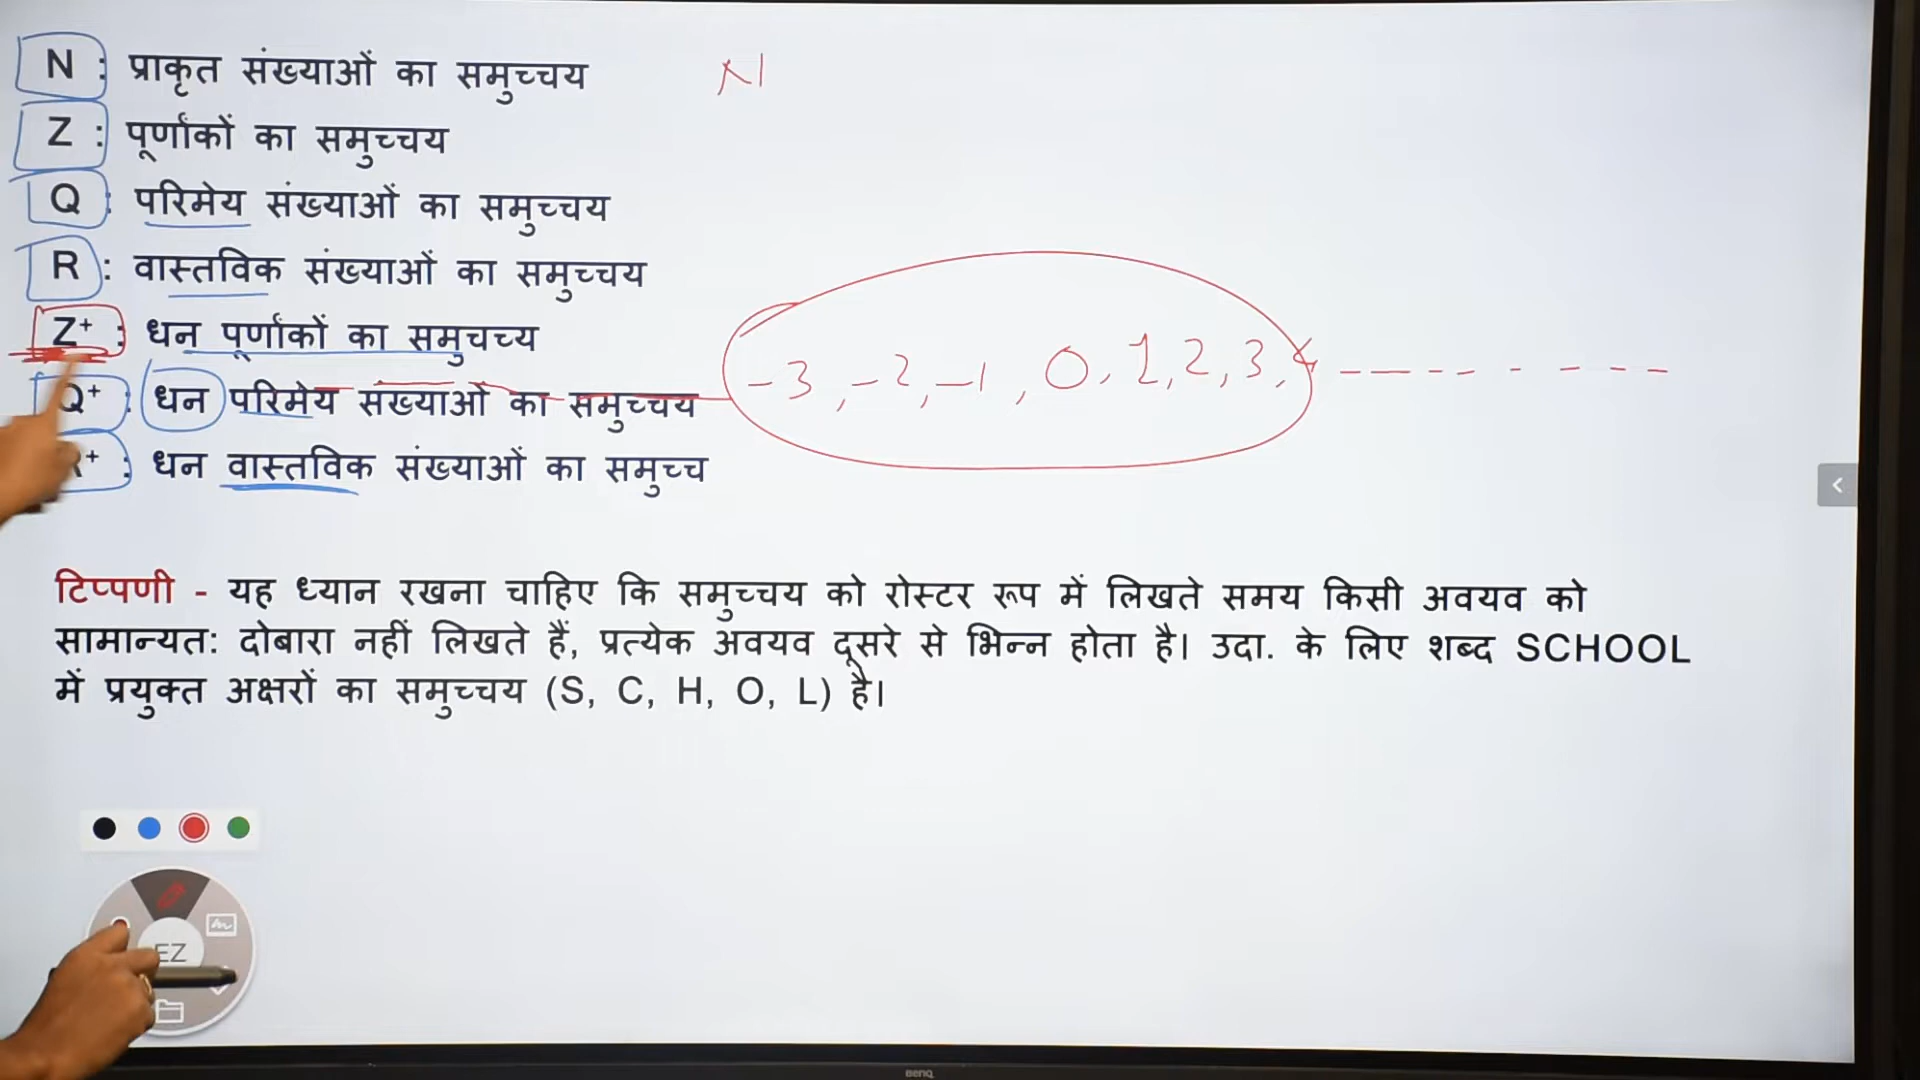 N : प्राकृत संख्याओं का समुच्चय
N
Z : पूर्णांकों का समुच्चय
Q : परिमेय संख्याओं का समुच्चय
R : वास्तविक संख्याओं का समुच्चय
Z⁺ : धन पूर्णांकों का समुचच्य
-3, -2, -1, 0, 1, 2, 3, 4 - - - - - - - -
Q⁺ : धन परिमेय संख्याओं का समुच्चय
R⁺ : धन वास्तविक संख्याओं का समुच्च
टिप्पणी - यह ध्यान रखना चाहिए कि समुच्चय को रोस्टर रूप में लिखते समय किसी अवयव को
सामान्यत: दोबारा नहीं लिखते हैं, प्रत्येक अवयव दूसरे से भिन्न होता है। उदा. के लिए शब्द SCHOOL
में प्रयुक्त अक्षरों का समुच्चय (S, C, H, O, L) है।
EZ
BenQ